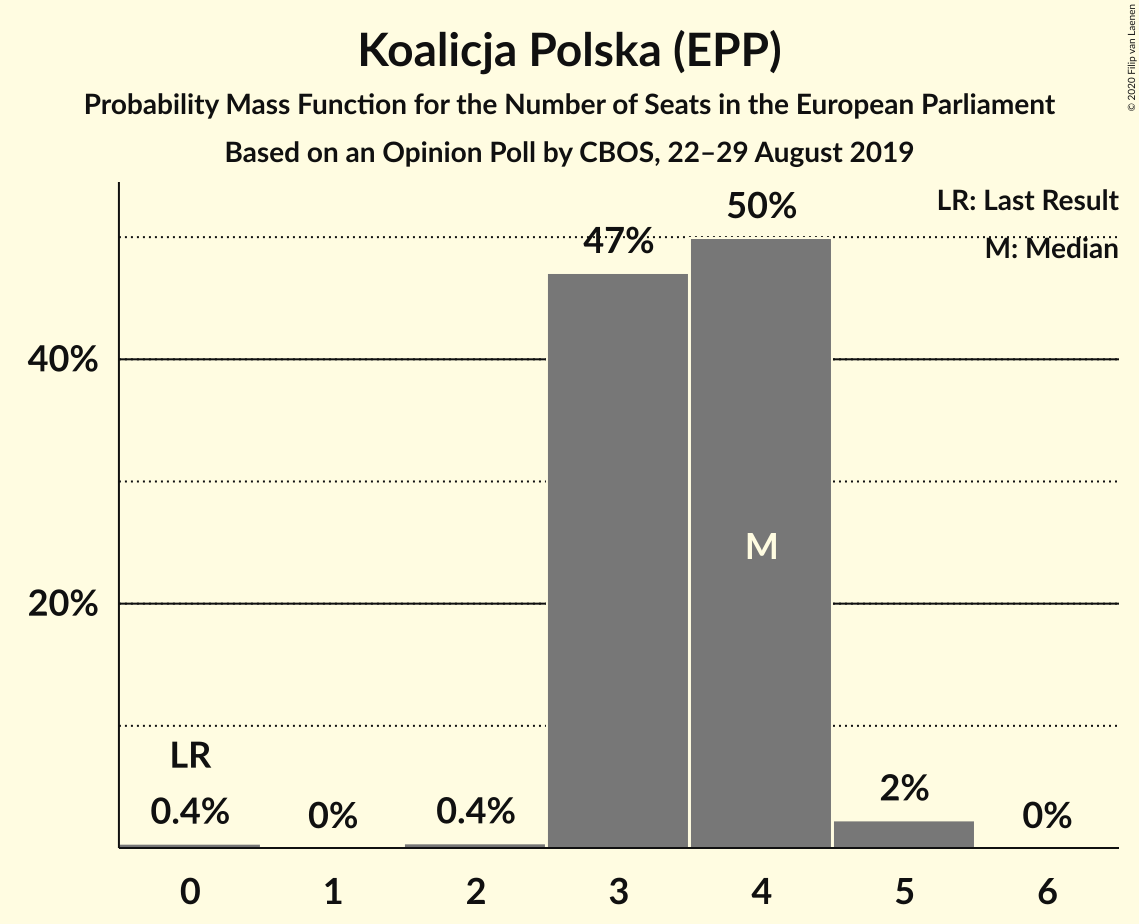 Koalicja Polska (EPP)
Probability Mass Function for the Number of Seats in the European Parliament
Based on an Opinion Poll by CBOS, 22–29 August 2019
© 2020 Filip van Laenen
LR: Last Result
M: Median
50%
47%
40%
20%
M
LR
0.4%
0%
0.4%
2%
0%
0 1 2 3 4 5 6